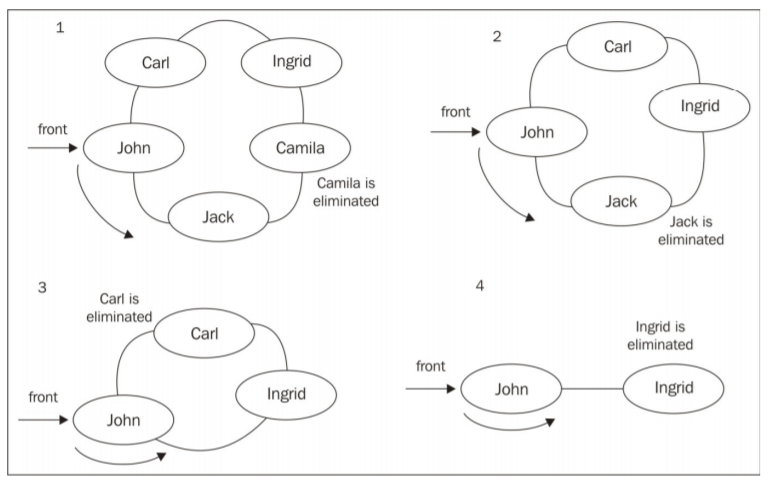 1
Carl
Ingrid
front
John
Camila
Camila is
eliminated
Jack
2
Carl
Ingrid
front
John
Jack
Jack is
eliminated
3
Carl is
eliminated
Carl
Ingrid
front
John
4
Ingrid is
eliminated
front
John
Ingrid